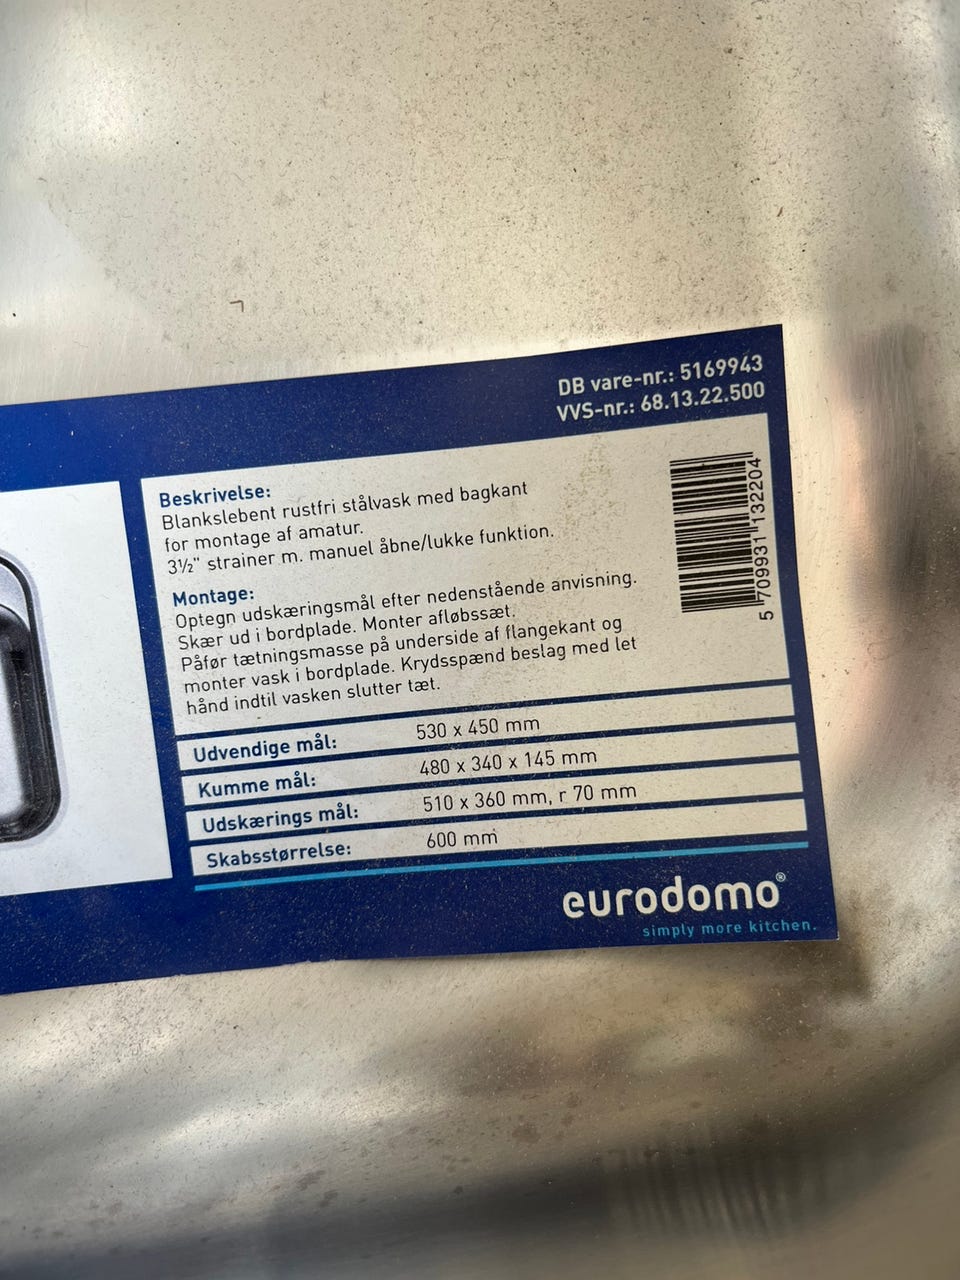 DB vare-nr.: 5169943
VVS-nr.: 68.13.22.500
Beskrivelse:
Blankslebent rustfri stålvask med bagkant
for montage af amatur.
3½" strainer m. manuel åbne/lukke funktion.
Montage:
Optegn udskæringsmål efter nedenstående anvisning.
Skær ud i bordplade. Monter afløbssæt.
Påfør tætningsmasse på underside af flangekant og
monter vask i bordplade. Krydsspænd beslag med let
hånd indtil vasken slutter tæt.
5 709931 132204
Udvendige mål: 530 x 450 mm
Kumme mål: 480 x 340 x 145 mm
Udskærings mål: 510 x 360 mm, r 70 mm
Skabsstørrelse: 600 mm
eurodomo®
simply more kitchen.